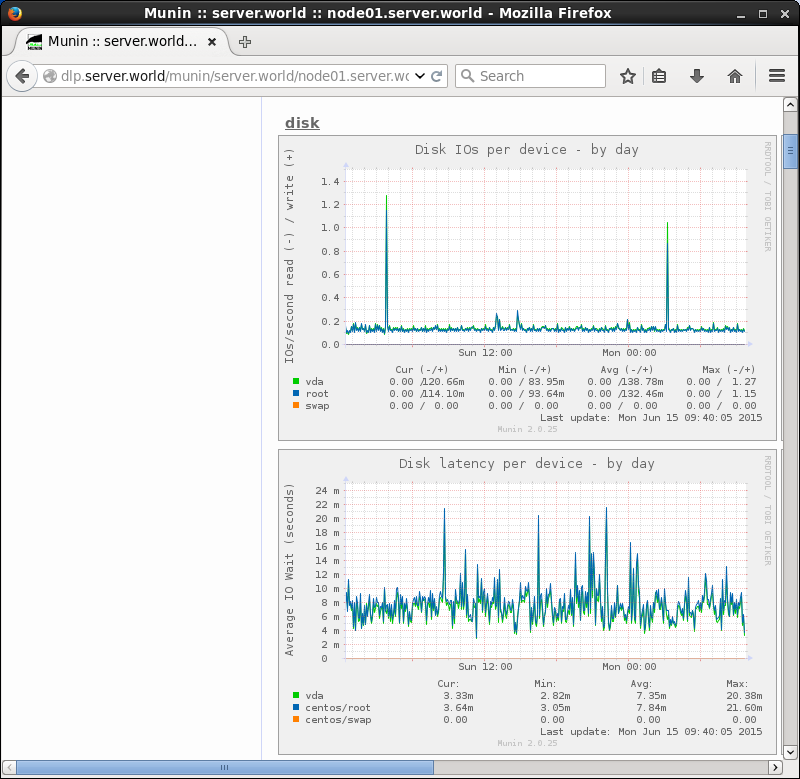 Munin :: server.world :: node01.server.world - Mozilla Firefox
Munin :: server.world...
dlp.server.world/munin/server.world/node01.server.wc
Search
disk
Disk IOs per device - by day
IOs/second read (-) / write (+)
RRDTOOL / TOBI OETIKER
1.4
1.2
1.0
0.8
0.6
0.4
0.2
0.0
Sun 12:00 Mon 00:00
Cur (-/+) Min (-/+) Avg (-/+) Max (-/+)
vda 0.00 /120.66m 0.00 / 83.95m 0.00 /138.78m 0.00 / 1.27
root 0.00 /114.10m 0.00 / 93.64m 0.00 /132.46m 0.00 / 1.15
swap 0.00 / 0.00 0.00 / 0.00 0.00 / 0.00 0.00 / 0.00
Last update: Mon Jun 15 09:40:05 2015
Munin 2.0.25
Disk latency per device - by day
Average IO Wait (seconds)
RRDTOOL / TOBI OETIKER
24 m
22 m
20 m
18 m
16 m
14 m
12 m
10 m
8 m
6 m
4 m
2 m
0
Sun 12:00 Mon 00:00
Cur: Min: Avg: Max:
vda 3.33m 2.82m 7.35m 20.38m
centos/root 3.64m 3.05m 7.84m 21.60m
centos/swap 0.00 0.00 0.00 0.00
Last update: Mon Jun 15 09:40:05 2015
Munin 2.0.25